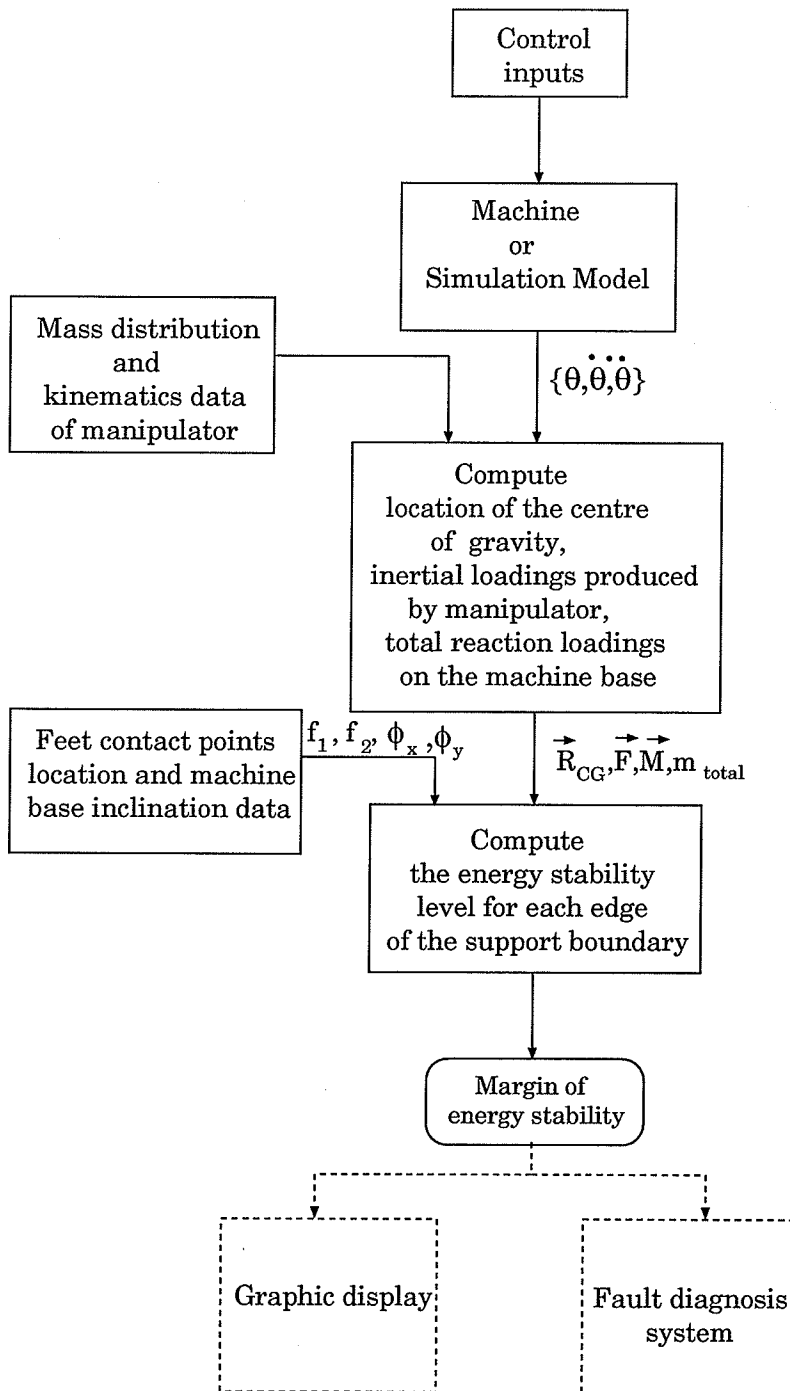 Control
inputs
Machine
or
Simulation Model
Mass distribution
and
kinematics data
of manipulator
{θ,θ̇,θ̈}
Compute
location of the centre
of gravity,
inertial loadings produced
by manipulator,
total reaction loadings
on the machine base
Feet contact points
location and machine
base inclination data
f₁, f₂, ϕₓ, ϕ_y
R⃗_CG, F⃗, M⃗, m_total
Compute
the energy stability
level for each edge
of the support boundary
Margin of
energy stability
Graphic display
Fault diagnosis
system